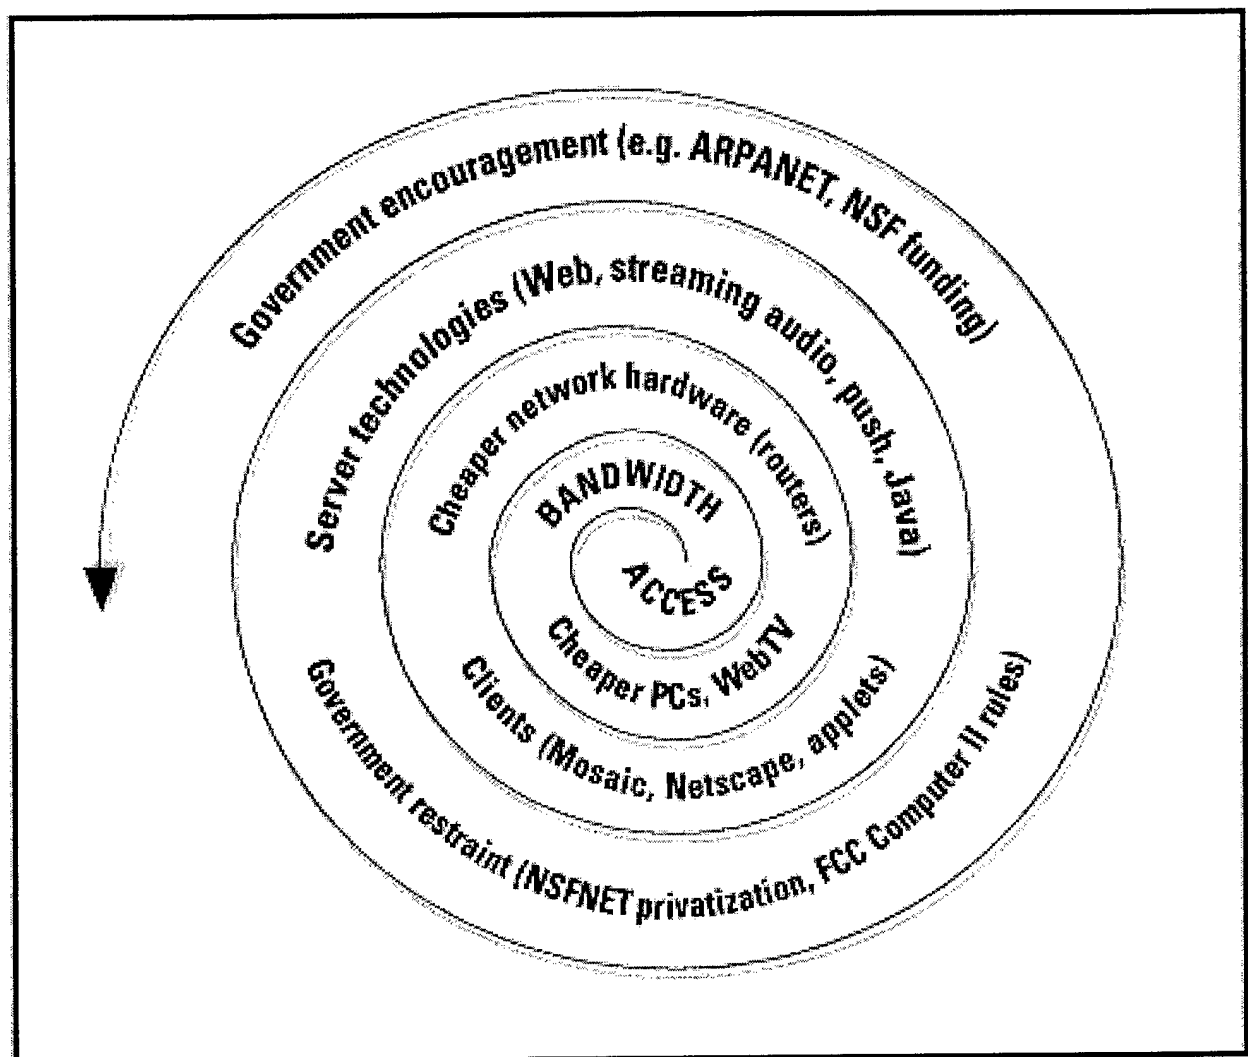 Government encouragement (e.g. ARPANET, NSF funding)
Server technologies (Web, streaming audio, push, Java)
Cheaper network hardware (routers)
BANDWIDTH
ACCESS
Cheaper PCs, WebTV
Clients (Mosaic, Netscape, applets)
Government restraint (NSFNET privatization, FCC Computer II rules)